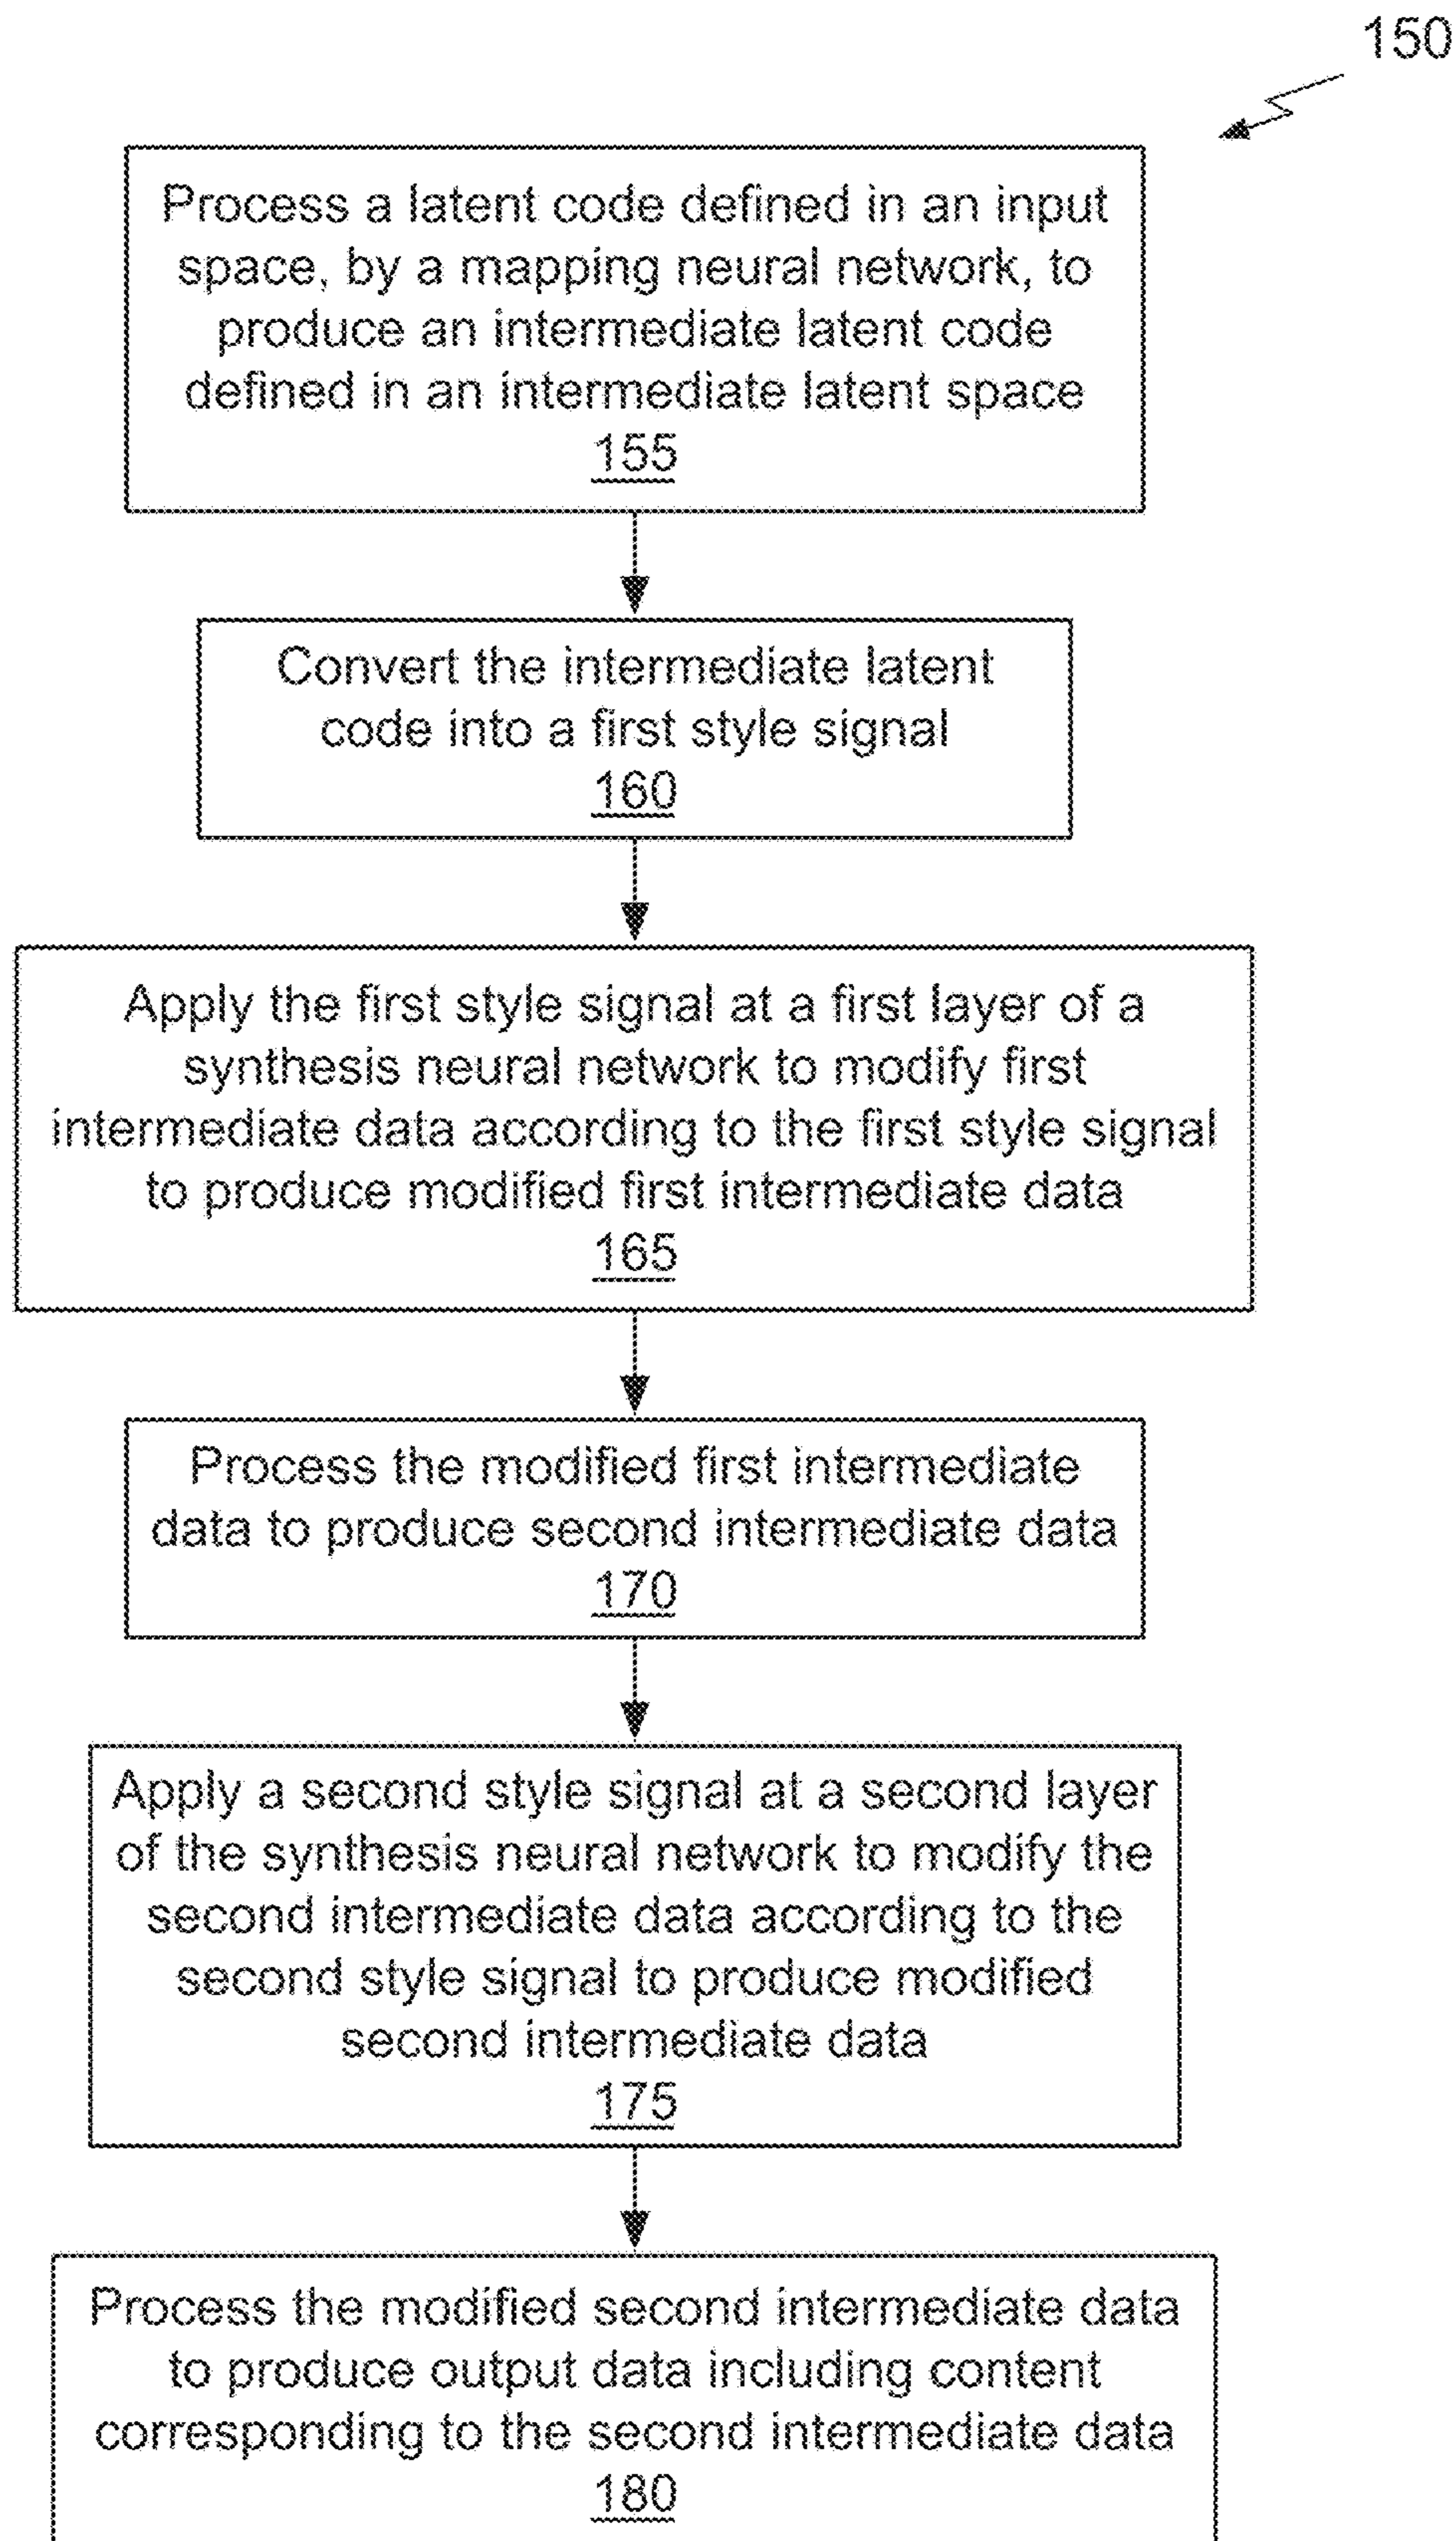 150
Process a latent code defined in an input
space, by a mapping neural network, to
produce an intermediate latent code
defined in an intermediate latent space
155
Convert the intermediate latent
code into a first style signal
160
Apply the first style signal at a first layer of a
synthesis neural network to modify first
intermediate data according to the first style signal
to produce modified first intermediate data
165
Process the modified first intermediate
data to produce second intermediate data
170
Apply a second style signal at a second layer
of the synthesis neural network to modify the
second intermediate data according to the
second style signal to produce modified
second intermediate data
175
Process the modified second intermediate data
to produce output data including content
corresponding to the second intermediate data
180